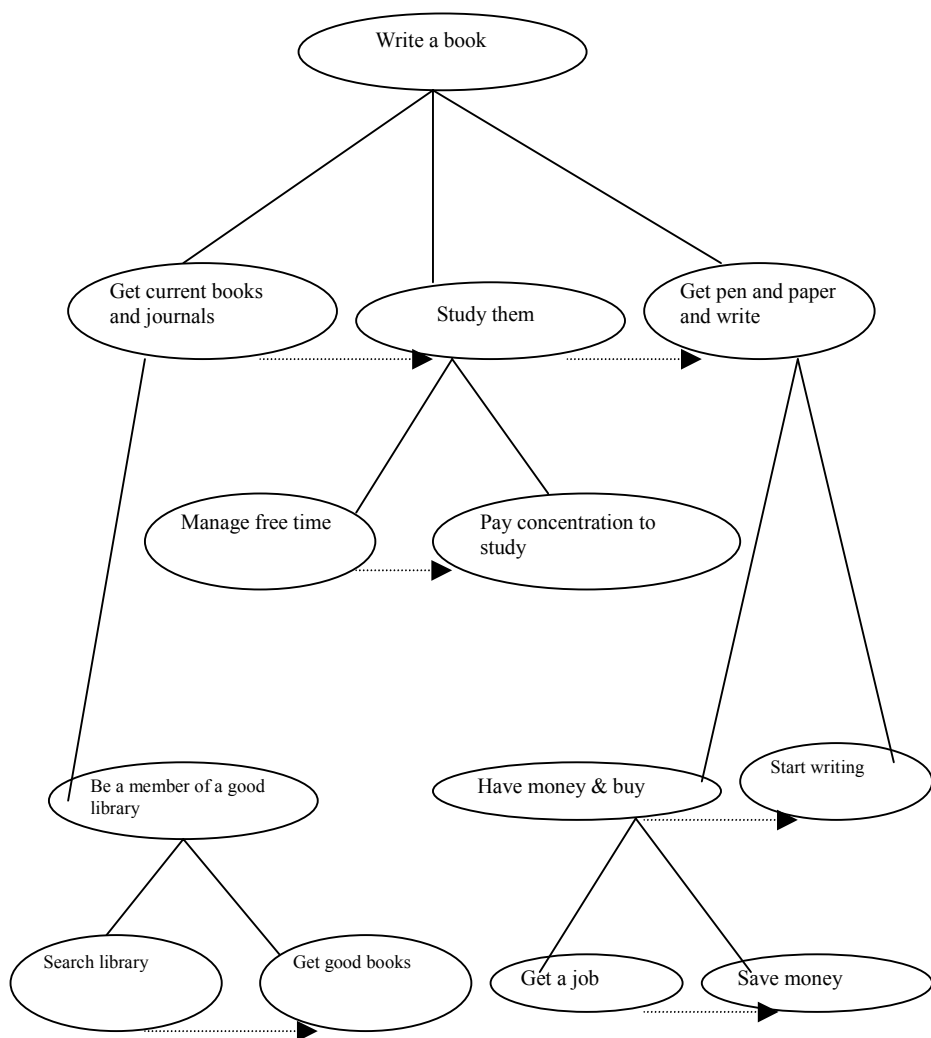 Write a book
Get current books
and journals
Study them
Get pen and paper
and write
Manage free time
Pay concentration to
study
Be a member of a good
library
Have money & buy
Start writing
Search library
Get good books
Get a job
Save money